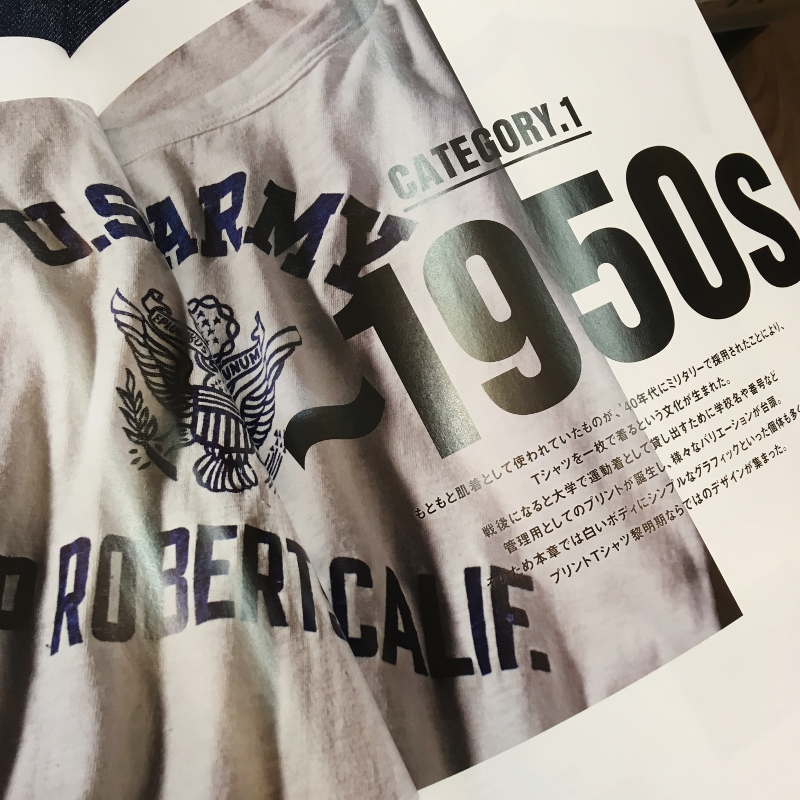 U.S.ARMY
UNUM
ROBERTS CALIF.
CATEGORY.1
~1950s
もともと肌着として使われていたものが、'40年代にミリタリーで採用されたことにより、
Tシャツを一枚で着るという文化が生まれた。
戦後になると大学で運動着として貸し出すために学校名や番号など
管理用としてのプリントが誕生し、様々なバリエーションが台頭。
そのため本章では白いボディにシンプルなグラフィックといった個体も多
プリントTシャツ黎明期ならではのデザインが集まった。